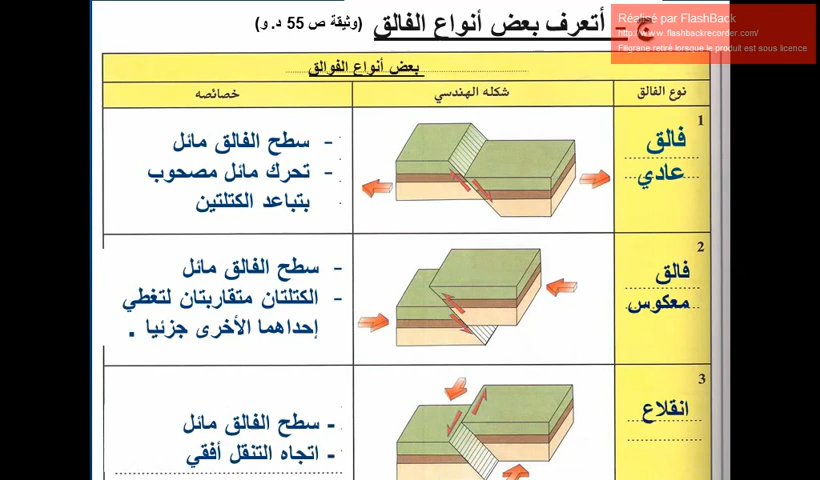 ج - أتعرف بعض أنواع الفالق (وثيقة ص 55 د. و)
Réalisé par FlashBack
http://www.flashbackrecorder.com/
Filigrane retiré lorsque le produit est sous licence
بعض أنواع الفوالق
نوع الفالق شكله الهندسي خصائصه
1
فالق
عادي
- سطح الفالق مائل
- تحرك مائل مصحوب
بتباعد الكتلتين
2
فالق
معكوس
- سطح الفالق مائل
- الكتلتان متقاربتان لتغطي
إحداهما الأخرى جزئيا .
3
انقلاع
- سطح الفالق مائل
- اتجاه التنقل أفقي